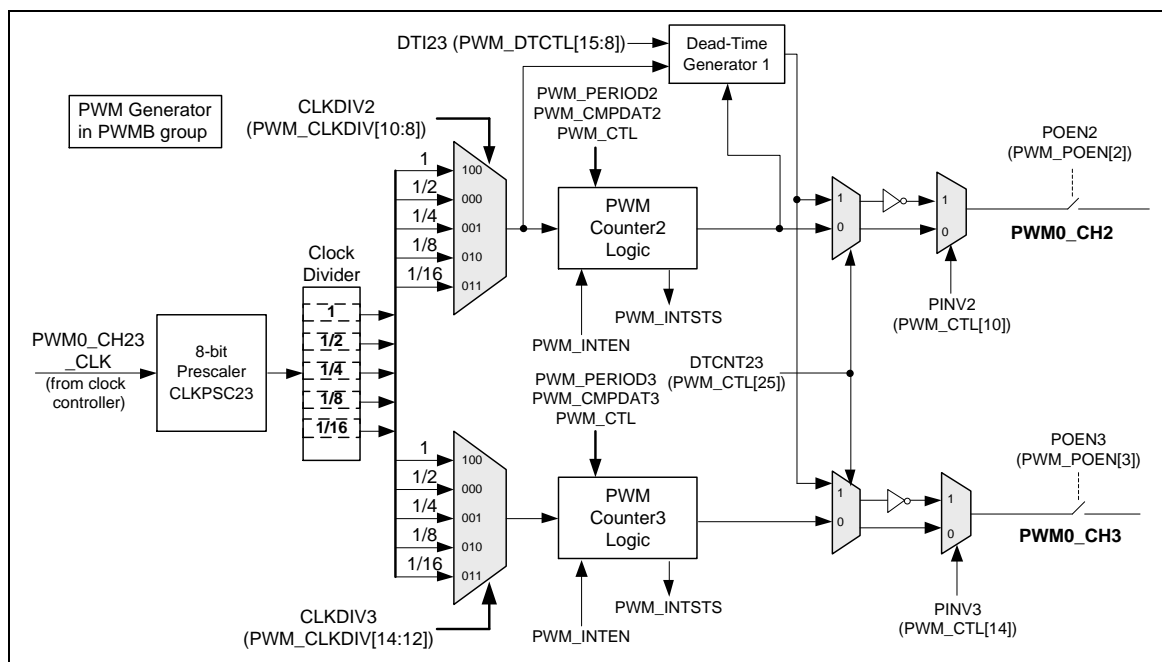 DTI23 (PWM_DTCTL[15:8])
Dead-Time
Generator 1
PWM Generator
in PWMB group
CLKDIV2
(PWM_CLKDIV[10:8])
PWM_PERIOD2
PWM_CMPDAT2
PWM_CTL
POEN2
(PWM_POEN[2])
1
1/2
1/4
1/8
1/16
100
000
001
010
011
PWM
Counter2
Logic
1
0
1
0
PWM0_CH2
Clock
Divider
1
1/2
1/4
1/8
1/16
PWM_INTSTS
PWM_INTEN
PINV2
(PWM_CTL[10])
PWM0_CH23
_CLK
(from clock
controller)
8-bit
Prescaler
CLKPSC23
DTCNT23
(PWM_CTL[25])
PWM_PERIOD3
PWM_CMPDAT3
PWM_CTL
POEN3
(PWM_POEN[3])
1
1/2
1/4
1/8
1/16
100
000
001
010
011
PWM
Counter3
Logic
1
0
1
0
PWM0_CH3
PWM_INTSTS
PWM_INTEN
CLKDIV3
(PWM_CLKDIV[14:12])
PINV3
(PWM_CTL[14])